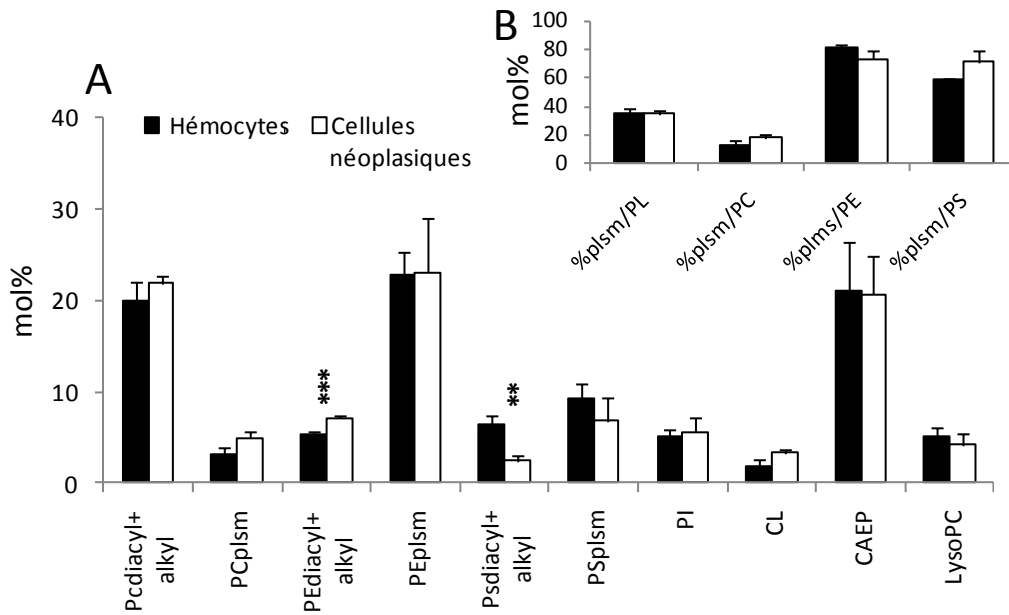 B
mol%
100
80
60
40
20
0
%plsm/PL
%plsm/PC
%plms/PE
%plsm/PS
A
Hémocytes
Cellules
néoplasiques
mol%
40
30
20
10
0
***
**
Pcdiacyl+
alkyl
PCplsm
PEdiacyl+
alkyl
PEplsm
Psdiacyl+
alkyl
PSplsm
PI
CL
CAEP
LysoPC